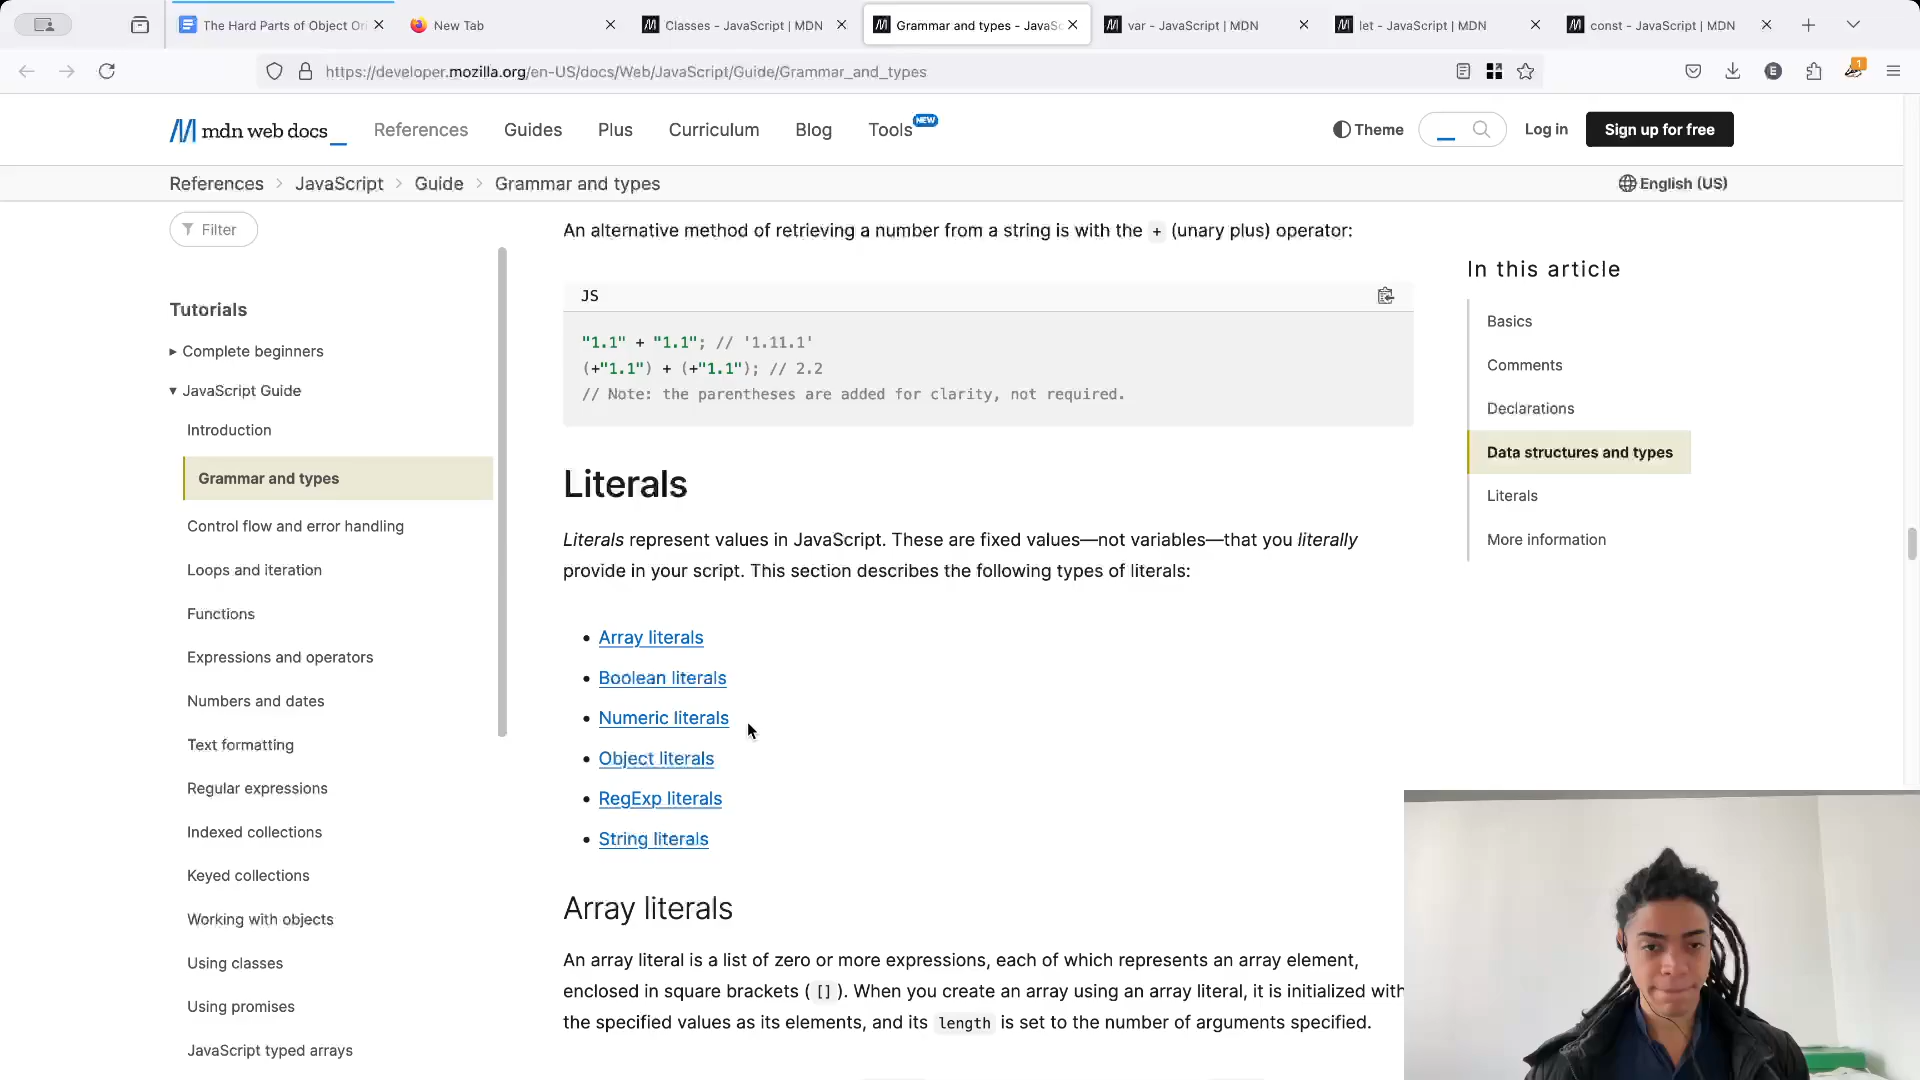 The Hard Parts of Object Or
New Tab
Classes - JavaScript | MDN
Grammar and types - JavaSc
var - JavaScript | MDN
let - JavaScript | MDN
const - JavaScript | MDN
https://developer.mozilla.org/en-US/docs/Web/JavaScript/Guide/Grammar_and_types
E
1
mdn web docs_
References
Guides
Plus
Curriculum
Blog
Tools NEW
Theme
Log in
Sign up for free
References > JavaScript > Guide > Grammar and types
English (US)
Filter
Tutorials
Complete beginners
JavaScript Guide
Introduction
Grammar and types
Control flow and error handling
Loops and iteration
Functions
Expressions and operators
Numbers and dates
Text formatting
Regular expressions
Indexed collections
Keyed collections
Working with objects
Using classes
Using promises
JavaScript typed arrays
An alternative method of retrieving a number from a string is with the + (unary plus) operator:
JS
"1.1" + "1.1"; // '1.11.1'
(+"1.1") + (+"1.1"); // 2.2
// Note: the parentheses are added for clarity, not required.
Literals
Literals represent values in JavaScript. These are fixed values—not variables—that you literally
provide in your script. This section describes the following types of literals:
• Array literals
• Boolean literals
• Numeric literals
• Object literals
• RegExp literals
• String literals
Array literals
An array literal is a list of zero or more expressions, each of which represents an array element,
enclosed in square brackets ( [] ). When you create an array using an array literal, it is initialized with
the specified values as its elements, and its length is set to the number of arguments specified.
In this article
Basics
Comments
Declarations
Data structures and types
Literals
More information